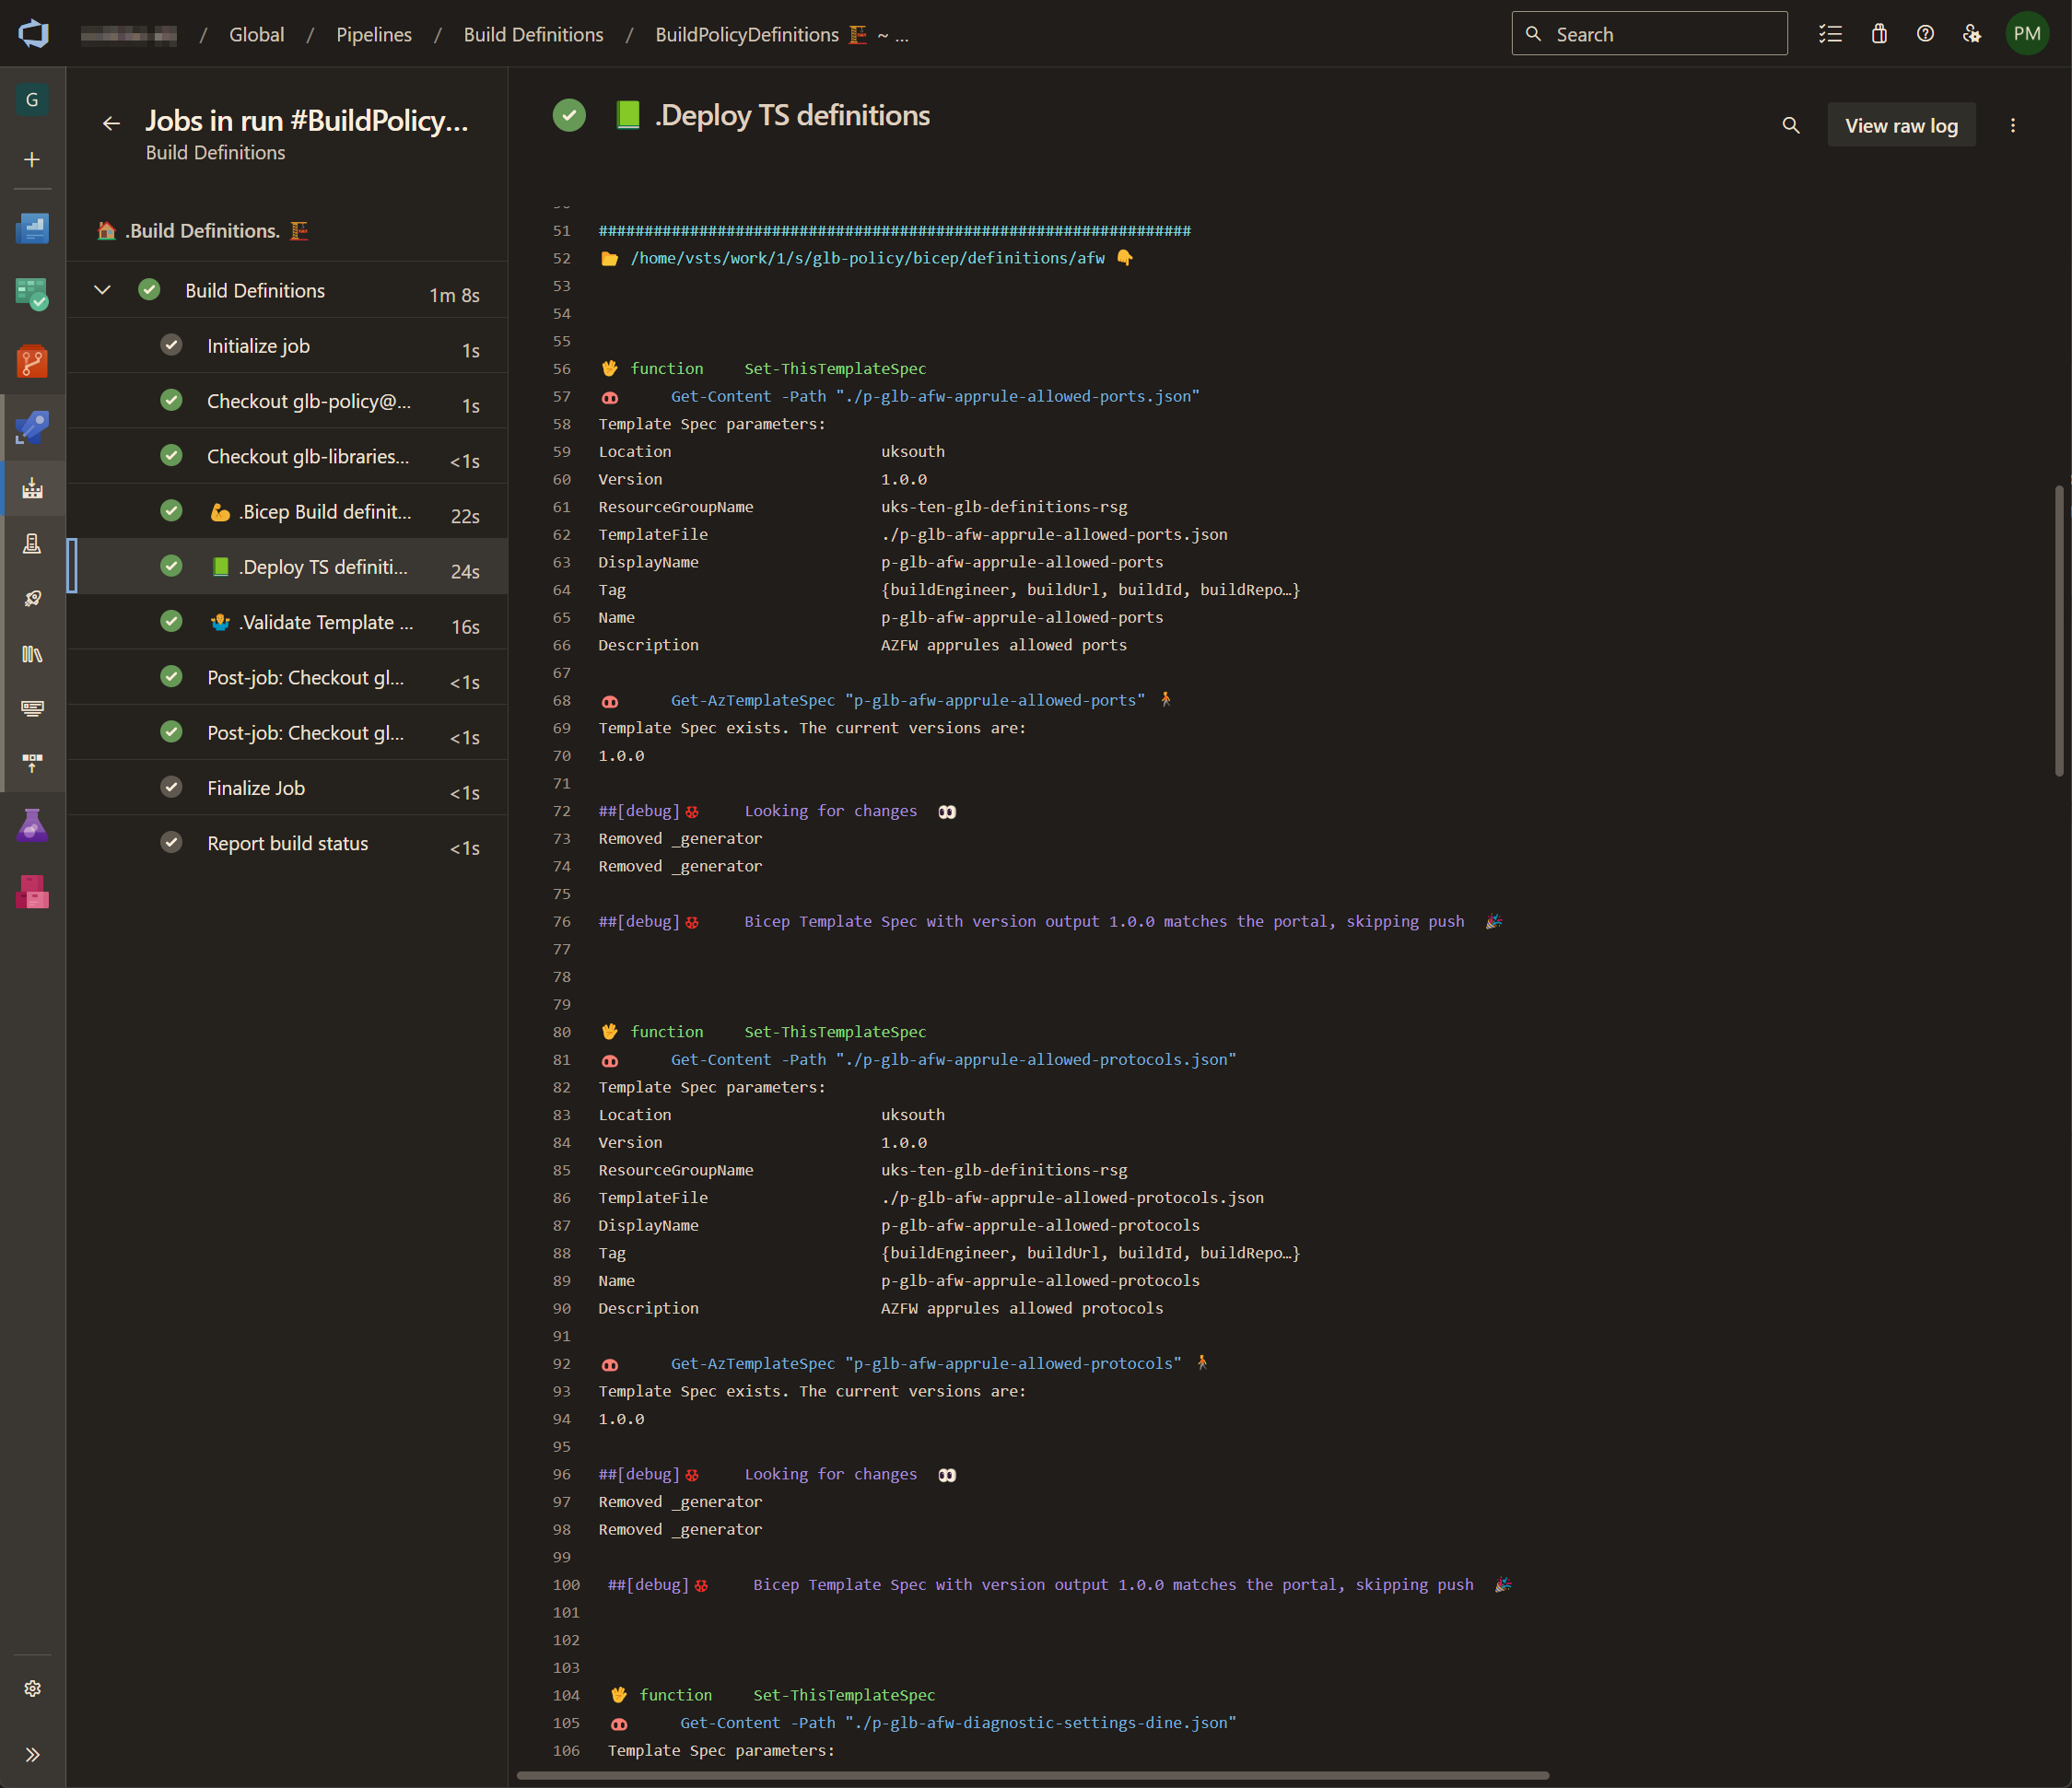 / Global / Pipelines / Build Definitions / BuildPolicyDefinitions 🏗️ ~ ...
Search
PM
G
Jobs in run #BuildPolicy...
Build Definitions
🏠 .Build Definitions. 🏗️
Build Definitions 1m 8s
Initialize job 1s
Checkout glb-policy@... 1s
Checkout glb-libraries... <1s
💪 .Bicep Build definit... 22s
📗 .Deploy TS definiti... 24s
🤷 .Validate Template ... 16s
Post-job: Checkout gl... <1s
Post-job: Checkout gl... <1s
Finalize Job <1s
Report build status <1s
📗 .Deploy TS definitions
View raw log
51 #################################################################
52 📂 /home/vsts/work/1/s/glb-policy/bicep/definitions/afw 👇
53
54
55
56 🖖 function Set-ThisTemplateSpec
57 🐽 Get-Content -Path "./p-glb-afw-apprule-allowed-ports.json"
58 Template Spec parameters:
59 Location uksouth
60 Version 1.0.0
61 ResourceGroupName uks-ten-glb-definitions-rsg
62 TemplateFile ./p-glb-afw-apprule-allowed-ports.json
63 DisplayName p-glb-afw-apprule-allowed-ports
64 Tag {buildEngineer, buildUrl, buildId, buildRepo…}
65 Name p-glb-afw-apprule-allowed-ports
66 Description AZFW apprules allowed ports
67
68 🐽 Get-AzTemplateSpec "p-glb-afw-apprule-allowed-ports" 🚶
69 Template Spec exists. The current versions are:
70 1.0.0
71
72 ##[debug]🐞 Looking for changes 👀
73 Removed _generator
74 Removed _generator
75
76 ##[debug]🐞 Bicep Template Spec with version output 1.0.0 matches the portal, skipping push 🎉
77
78
79
80 🖖 function Set-ThisTemplateSpec
81 🐽 Get-Content -Path "./p-glb-afw-apprule-allowed-protocols.json"
82 Template Spec parameters:
83 Location uksouth
84 Version 1.0.0
85 ResourceGroupName uks-ten-glb-definitions-rsg
86 TemplateFile ./p-glb-afw-apprule-allowed-protocols.json
87 DisplayName p-glb-afw-apprule-allowed-protocols
88 Tag {buildEngineer, buildUrl, buildId, buildRepo…}
89 Name p-glb-afw-apprule-allowed-protocols
90 Description AZFW apprules allowed protocols
91
92 🐽 Get-AzTemplateSpec "p-glb-afw-apprule-allowed-protocols" 🚶
93 Template Spec exists. The current versions are:
94 1.0.0
95
96 ##[debug]🐞 Looking for changes 👀
97 Removed _generator
98 Removed _generator
99
100 ##[debug]🐞 Bicep Template Spec with version output 1.0.0 matches the portal, skipping push 🎉
101
102
103
104 🖖 function Set-ThisTemplateSpec
105 🐽 Get-Content -Path "./p-glb-afw-diagnostic-settings-dine.json"
106 Template Spec parameters: